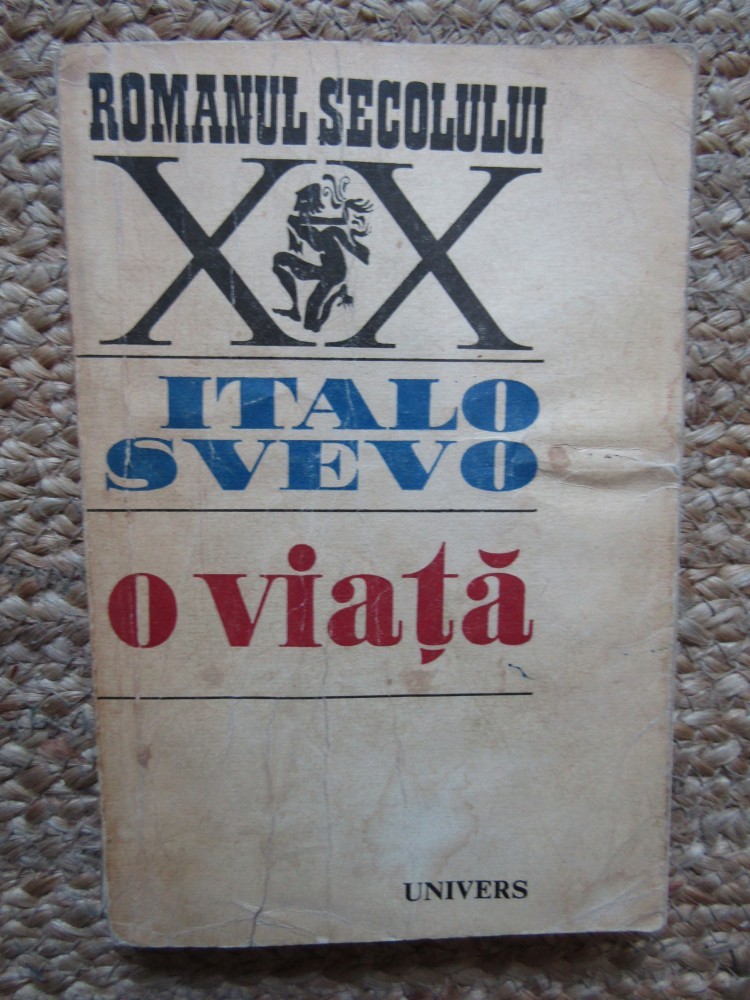 ROMANUL SECOLULUI
XX
ITALO
SVEVO
o viață
UNIVERS